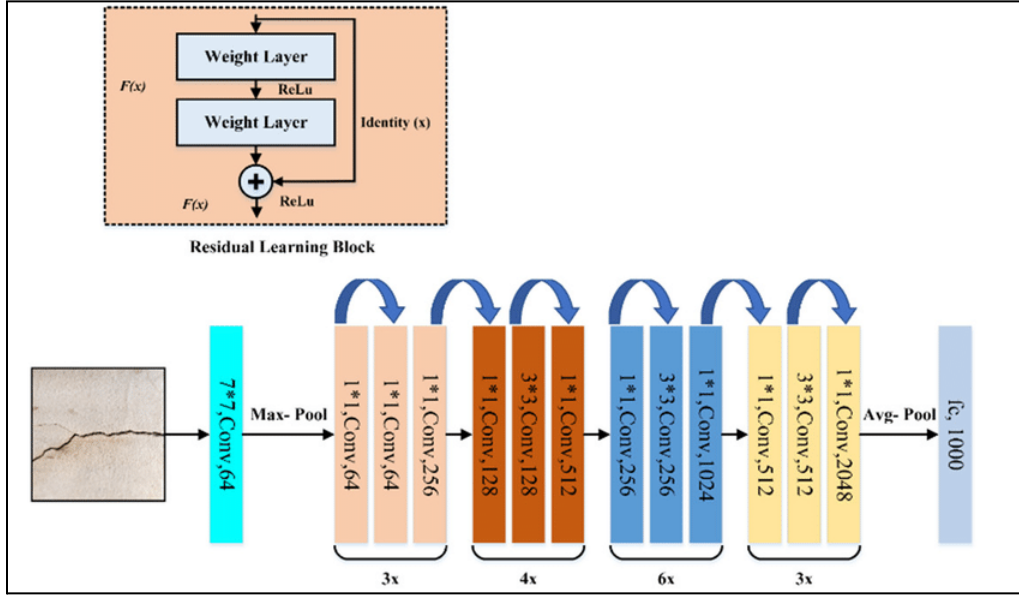 Weight Layer
F(x)
ReLu
Weight Layer
Identity (x)
F(x)
ReLu
Residual Learning Block
7*7,Conv,64
Max- Pool
1*1,Conv,64
1*1,Conv,64
1*1,Conv,256
1*1,Conv,128
3*3,Conv,128
1*1,Conv,512
1*1,Conv,256
3*3,Conv,256
1*1,Conv,1024
1*1,Conv,512
3*3,Conv,512
1*1,Conv,2048
Avg- Pool
fc, 1000
3x
4x
6x
3x